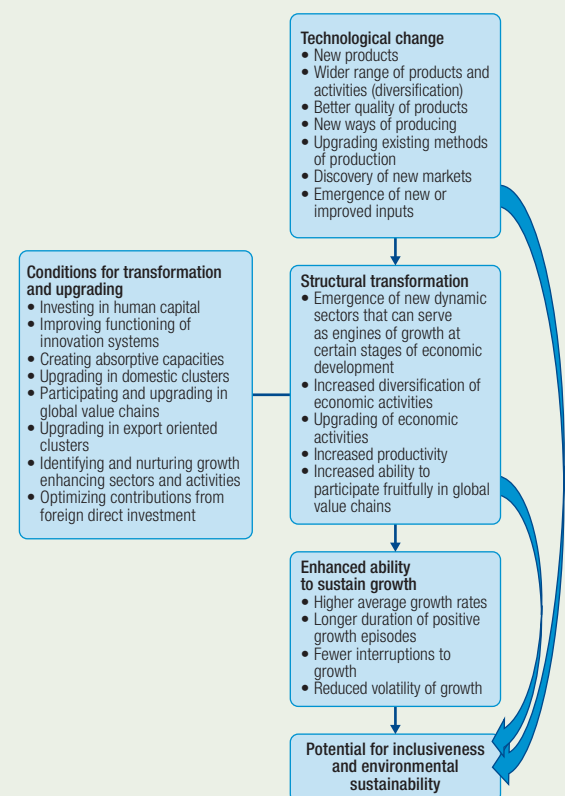 Technological change
• New products
• Wider range of products and
activities (diversification)
• Better quality of products
• New ways of producing
• Upgrading existing methods
of production
• Discovery of new markets
• Emergence of new or
improved inputs
Conditions for transformation
and upgrading
• Investing in human capital
• Improving functioning of
innovation systems
• Creating absorptive capacities
• Upgrading in domestic clusters
• Participating and upgrading in
global value chains
• Upgrading in export oriented
clusters
• Identifying and nurturing growth
enhancing sectors and activities
• Optimizing contributions from
foreign direct investment
Structural transformation
• Emergence of new dynamic
sectors that can serve
as engines of growth at
certain stages of economic
development
• Increased diversification of
economic activities
• Upgrading of economic
activities
• Increased productivity
• Increased ability to
participate fruitfully in global
value chains
Enhanced ability
to sustain growth
• Higher average growth rates
• Longer duration of positive
growth episodes
• Fewer interruptions to
growth
• Reduced volatility of growth
Potential for inclusiveness
and environmental
sustainability